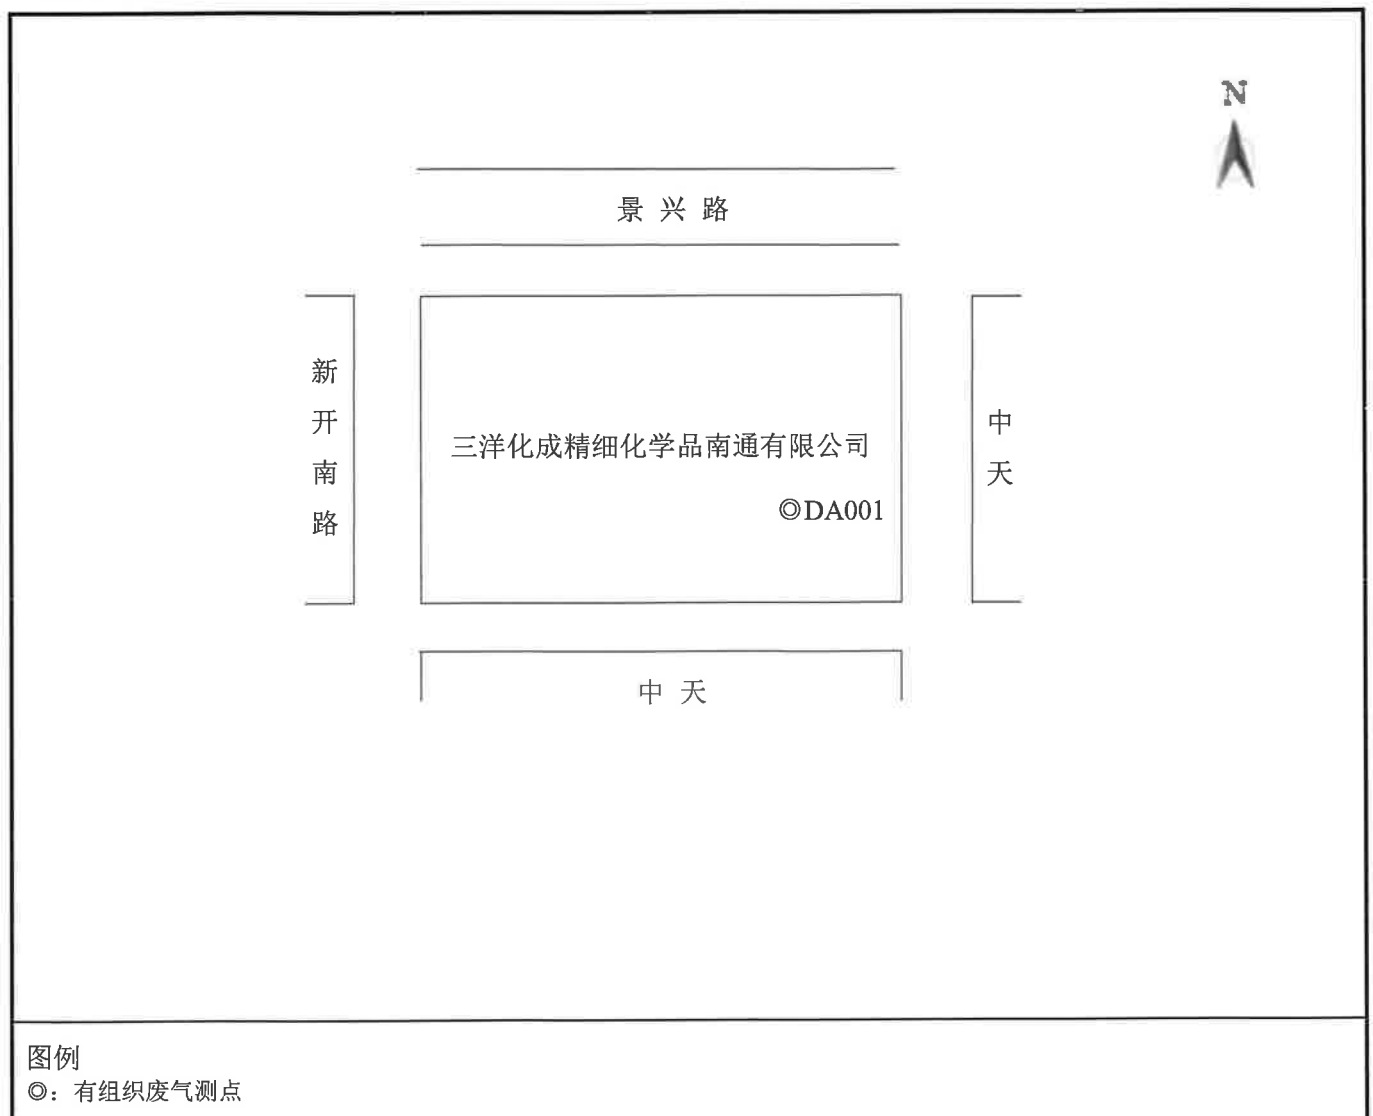 N
景兴路
新开南路
三洋化成精细化学品南通有限公司
◎DA001
中天
中天
图例
◎：有组织废气测点